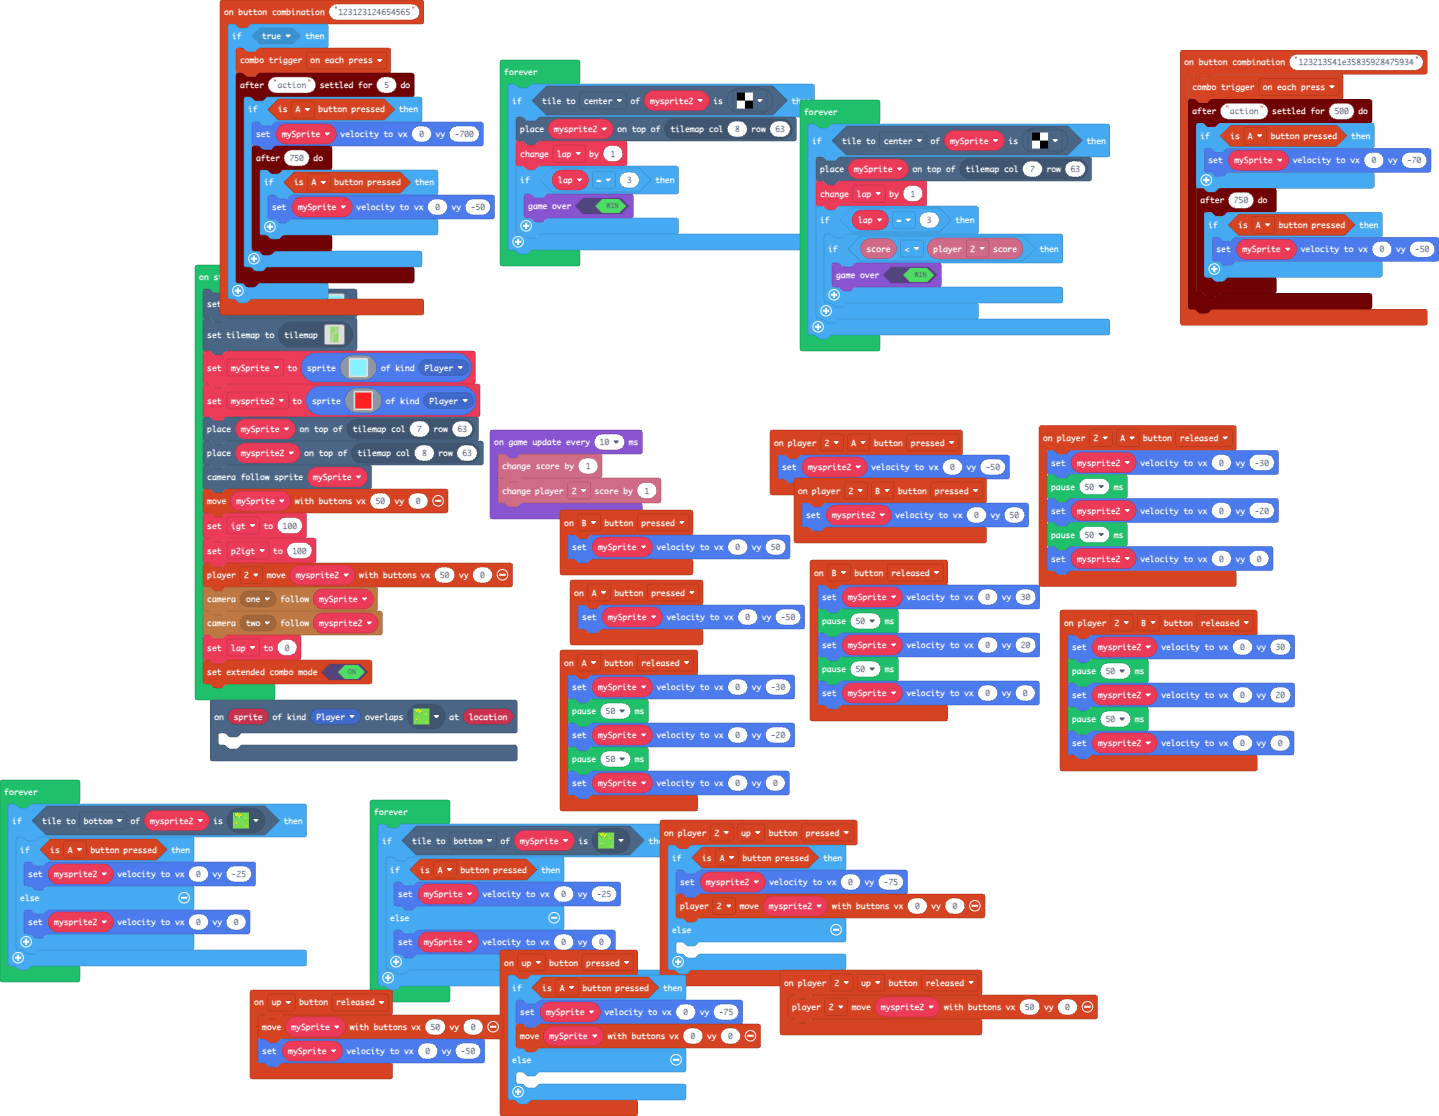 on button combination "123123124654565"
if true then
combo trigger on each press
after "action" settled for 5 do
if is A button pressed then
set mySprite velocity to vx 0 vy -700
after 750 do
if is A button pressed then
set mySprite velocity to vx 0 vy -50
forever
if tile to center of mysprite2 is
place mysprite2 on top of tilemap col 8 row 63
change lap by 1
if lap = 3 then
game over WIN
forever
if tile to center of mySprite is then
place mySprite on top of tilemap col 7 row 63
change lap by 1
if lap = 3 then
if score < player 2 score then
game over WIN
on button combination "123213541e35835928475934"
combo trigger on each press
after "action" settled for 500 do
if is A button pressed then
set mySprite velocity to vx 0 vy -70
after 750 do
if is A button pressed then
set mySprite velocity to vx 0 vy -50
on
set
set tilemap to tilemap
set mySprite to sprite of kind Player
set mysprite2 to sprite of kind Player
place mySprite on top of tilemap col 7 row 63
place mysprite2 on top of tilemap col 8 row 63
camera follow sprite mySprite
move mySprite with buttons vx 50 vy 0
set igt to 100
set p2igt to 100
player 2 move mysprite2 with buttons vx 50 vy 0
camera one follow mySprite
camera two follow mysprite2
set lap to 0
set extended combo mode ON
on sprite of kind Player overlaps at location
on game update every 10 ms
change score by 1
change player 2 score by 1
on B button pressed
set mySprite velocity to vx 0 vy 50
on A button pressed
set mySprite velocity to vx 0 vy -50
on A button released
set mySprite velocity to vx 0 vy -30
pause 50 ms
set mySprite velocity to vx 0 vy -20
pause 50 ms
set mySprite velocity to vx 0 vy 0
on player 2 A button pressed
set mysprite2 velocity to vx 0 vy -50
on player 2 B button pressed
set mysprite2 velocity to vx 0 vy 50
on B button released
set mySprite velocity to vx 0 vy 30
pause 50 ms
set mySprite velocity to vx 0 vy 20
pause 50 ms
set mySprite velocity to vx 0 vy 0
on player 2 A button released
set mysprite2 velocity to vx 0 vy -30
pause 50 ms
set mysprite2 velocity to vx 0 vy -20
pause 50 ms
set mysprite2 velocity to vx 0 vy 0
on player 2 B button released
set mysprite2 velocity to vx 0 vy 30
pause 50 ms
set mysprite2 velocity to vx 0 vy 20
pause 50 ms
set mysprite2 velocity to vx 0 vy 0
forever
if tile to bottom of mysprite2 is then
if is A button pressed then
set mysprite2 velocity to vx 0 vy -25
else
set mysprite2 velocity to vx 0 vy 0
forever
if tile to bottom of mySprite is
if is A button pressed then
set mySprite velocity to vx 0 vy -25
else
set mySprite velocity to vx 0 vy 0
on player 2 up button pressed
if is A button pressed then
set mysprite2 velocity to vx 0 vy -75
player 2 move mysprite2 with buttons vx 0 vy 0
else
on up button released
move mySprite with buttons vx 50 vy 0
set mySprite velocity to vx 0 vy -50
on up button pressed
if is A button pressed then
set mySprite velocity to vx 0 vy -75
move mySprite with buttons vx 0 vy 0
else
on player 2 up button released
player 2 move mysprite2 with buttons vx 50 vy 0